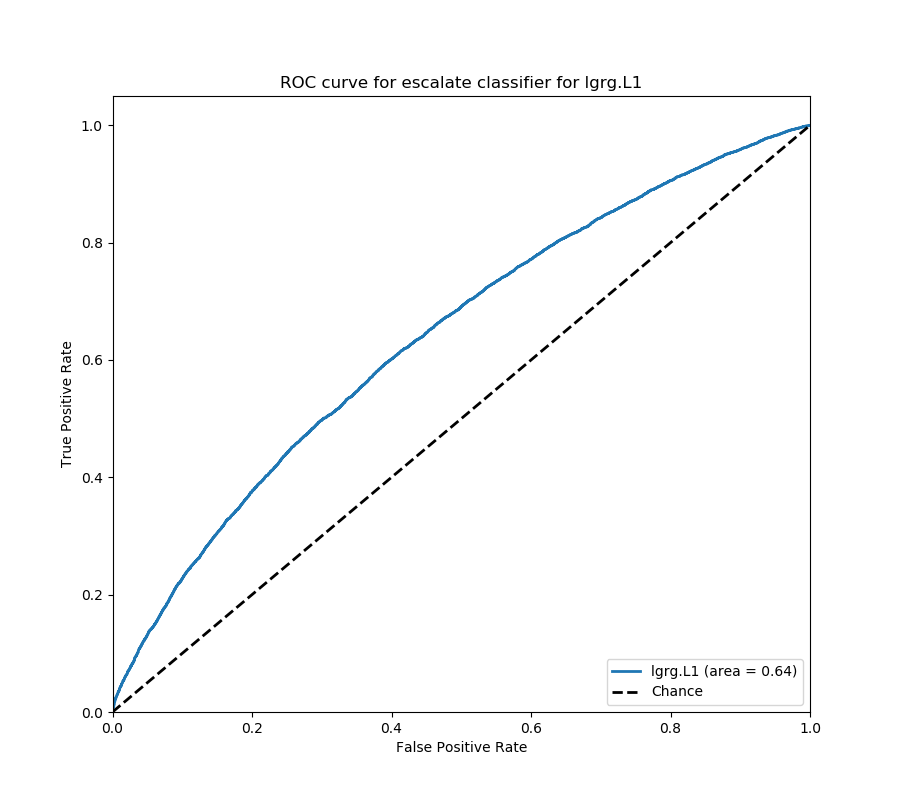 ROC curve for escalate classifier for lgrg.L1
1.0
0.8
0.6
0.4
0.2
0.0
True Positive Rate
0.0 0.2 0.4 0.6 0.8 1.0
False Positive Rate
lgrg.L1 (area = 0.64)
Chance